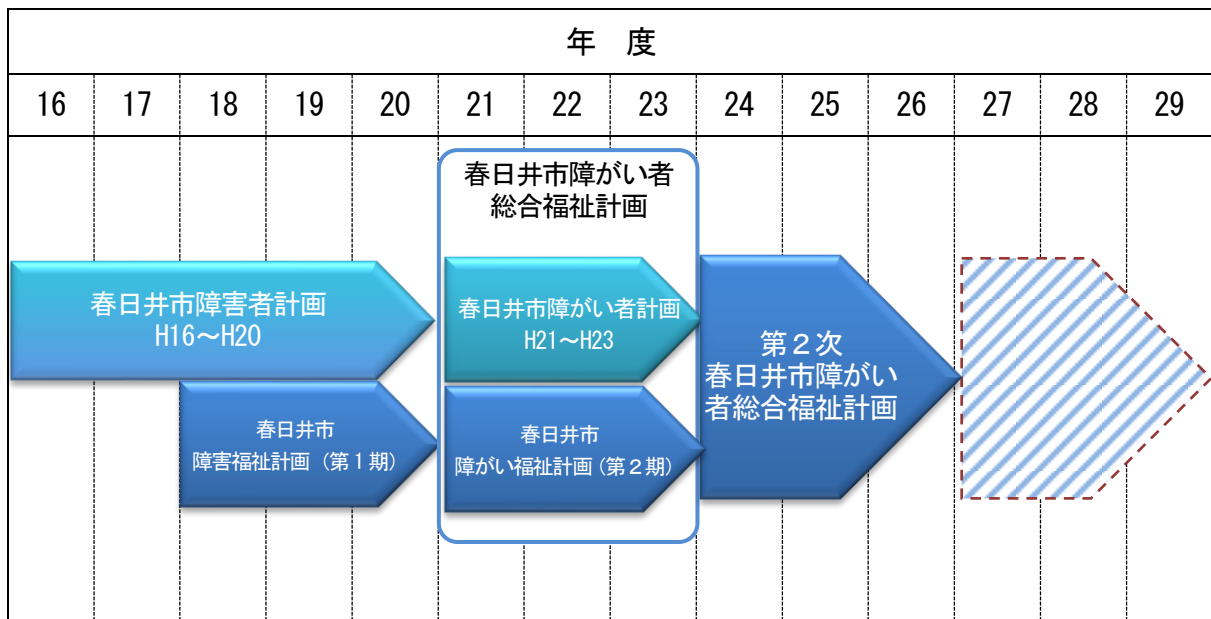 年 度
16 17 18 19 20 21 22 23 24 25 26 27 28 29
春日井市障がい者
総合福祉計画
春日井市障害者計画
H16～H20
春日井市障がい者計画
H21～H23
第２次
春日井市障がい
者総合福祉計画
春日井市
障害福祉計画（第１期）
春日井市
障がい福祉計画（第２期）